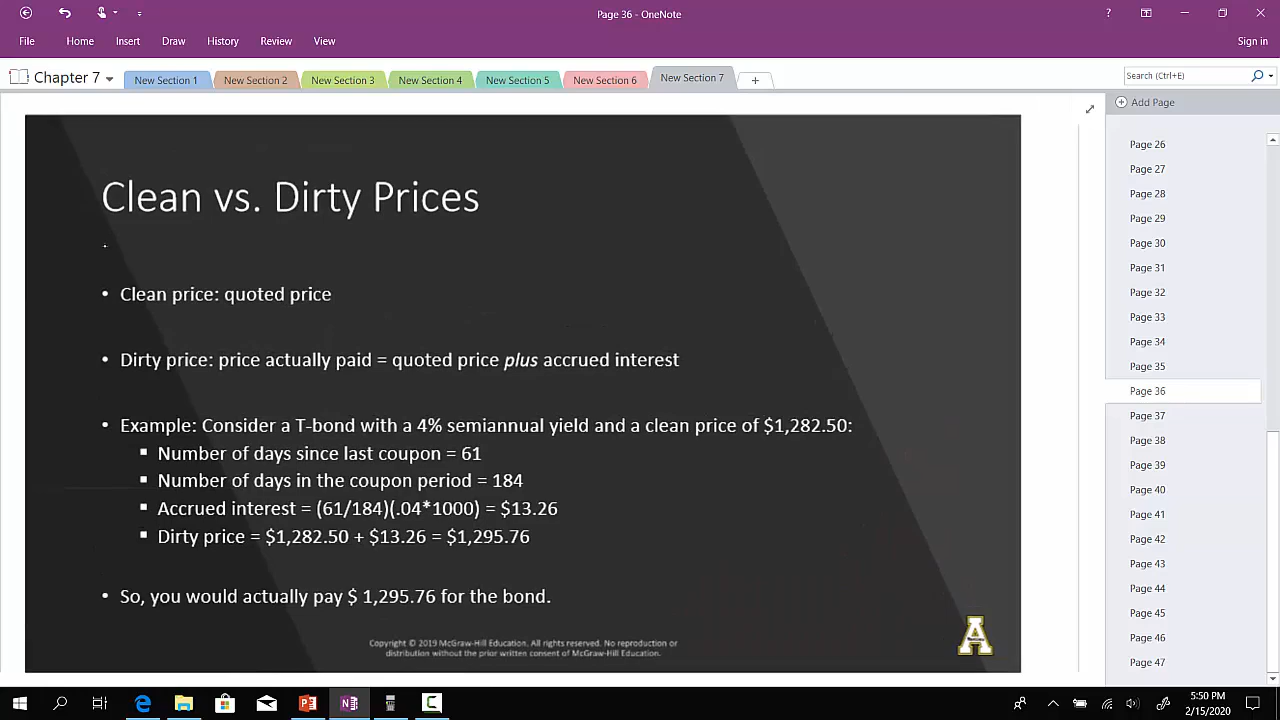 Page 36 - OneNote
File Home Insert Draw History Review View Sign in
Chapter 7 New Section 1 New Section 2 New Section 3 New Section 4 New Section 5 New Section 6 New Section 7 Search (Ctrl+E)
Add Page
Clean vs. Dirty Prices
• Clean price: quoted price
• Dirty price: price actually paid = quoted price plus accrued interest
• Example: Consider a T-bond with a 4% semiannual yield and a clean price of $1,282.50:
▪ Number of days since last coupon = 61
▪ Number of days in the coupon period = 184
▪ Accrued interest = (61/184)(.04*1000) = $13.26
▪ Dirty price = $1,282.50 + $13.26 = $1,295.76
• So, you would actually pay $ 1,295.76 for the bond.
Copyright © 2019 McGraw-Hill Education. All rights reserved. No reproduction or
distribution without the prior written consent of McGraw-Hill Education.
A
Page 26
Page 27
Page 28
Page 29
Page 30
Page 31
Page 32
Page 33
Page 34
Page 35
Page 36
Page 37
Page 38
Page 39
Page 40
Page 41
Page 42
Page 43
Page 44
Page 45
Page 46
Page 47
5:50 PM
2/15/2020